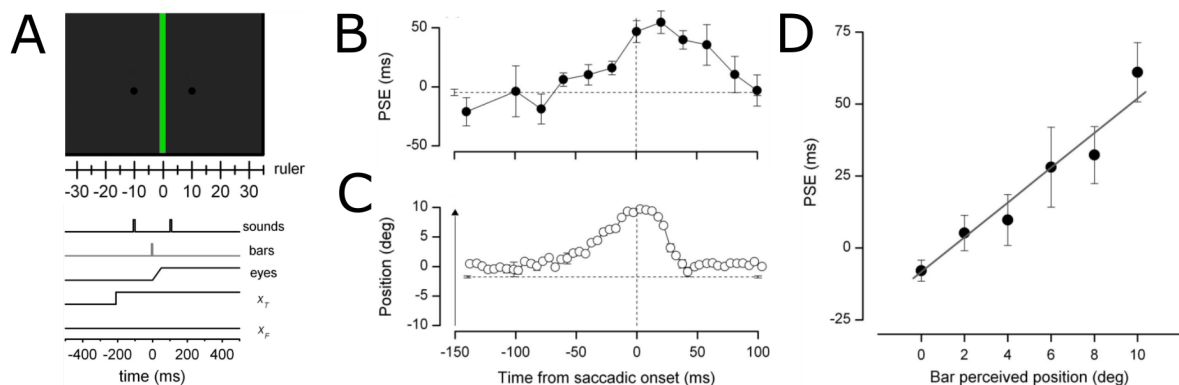 A
ruler
-30 -20 -10 0 10 20 30
sounds
bars
eyes
x_T
x_F
-400 -200 0 200 400
time (ms)
B
PSE (ms)
50
0
-50
C
Position (deg)
10
5
0
-5
-10
-150 -100 -50 0 50 100
Time from saccadic onset (ms)
D
PSE (ms)
75
50
25
0
-25
0 2 4 6 8 10
Bar perceived position (deg)